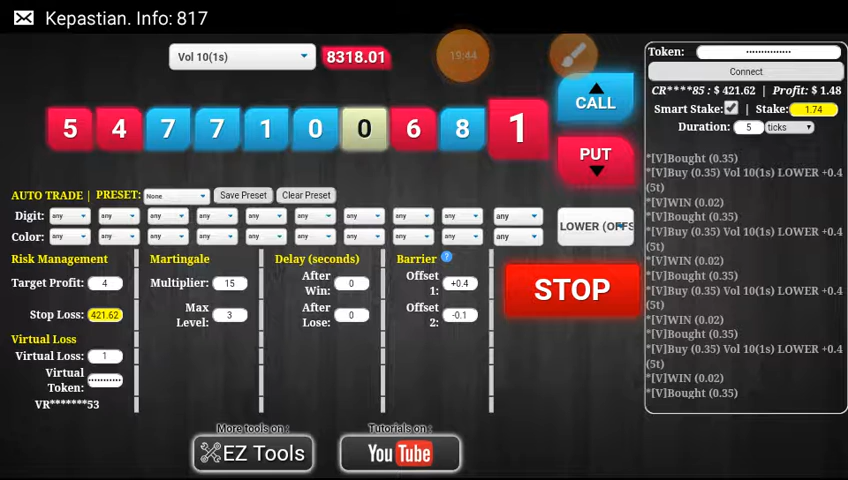 Kepastian. Info: 817
Vol 10(1s)
8318.01
19:44
5 4 7 7 1 0 0 6 8 1
CALL
PUT
Token: ••••••••••••••••
Connect
CR****85 : $ 421.62 | Profit: $ 1.48
Smart Stake: | Stake: 1.74
Duration: 5 ticks
*[V]Bought (0.35)
*[V]Buy (0.35) Vol 10(1s) LOWER +0.4
(5t)
*[V]WIN (0.02)
*[V]Bought (0.35)
*[V]Buy (0.35) Vol 10(1s) LOWER +0.4
(5t)
*[V]WIN (0.02)
*[V]Bought (0.35)
*[V]Buy (0.35) Vol 10(1s) LOWER +0.4
(5t)
*[V]WIN (0.02)
*[V]Bought (0.35)
*[V]Buy (0.35) Vol 10(1s) LOWER +0.4
(5t)
*[V]WIN (0.02)
*[V]Bought (0.35)
AUTO TRADE | PRESET: None Save Preset Clear Preset
Digit: any any any any any any any any any any
Color: any any any any any any any any any any
LOWER (OFFS
STOP
Risk Management
Target Profit: 4
Stop Loss: 421.62
Virtual Loss
Virtual Loss: 1
Virtual
Token: •••••••••••
VR*******53
Martingale
Multiplier: 15
Max
Level: 3
Delay (seconds)
After
Win: 0
After
Lose: 0
Barrier ?
Offset
1: +0.4
Offset
2: -0.1
More tools on :
EZ Tools
Tutorials on :
YouTube